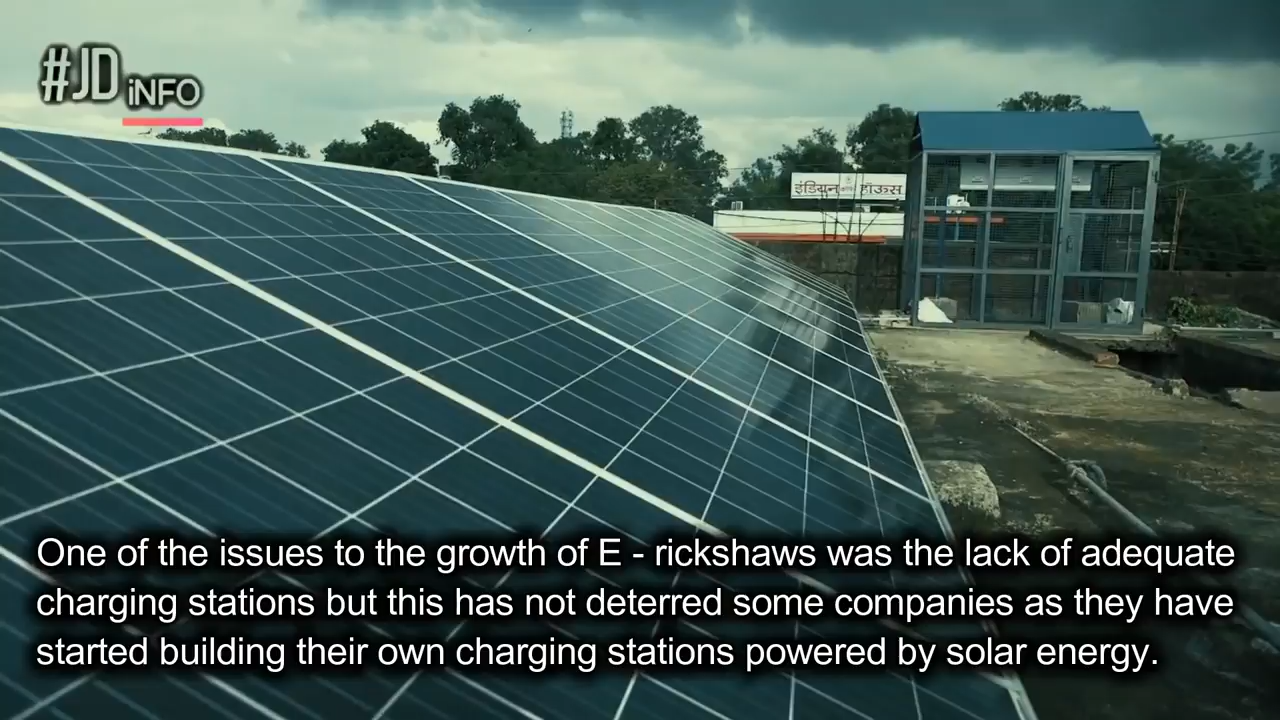 #JD iNFO
इंडियन कॉफी हॉउस
One of the issues to the growth of E - rickshaws was the lack of adequate
charging stations but this has not deterred some companies as they have
started building their own charging stations powered by solar energy.